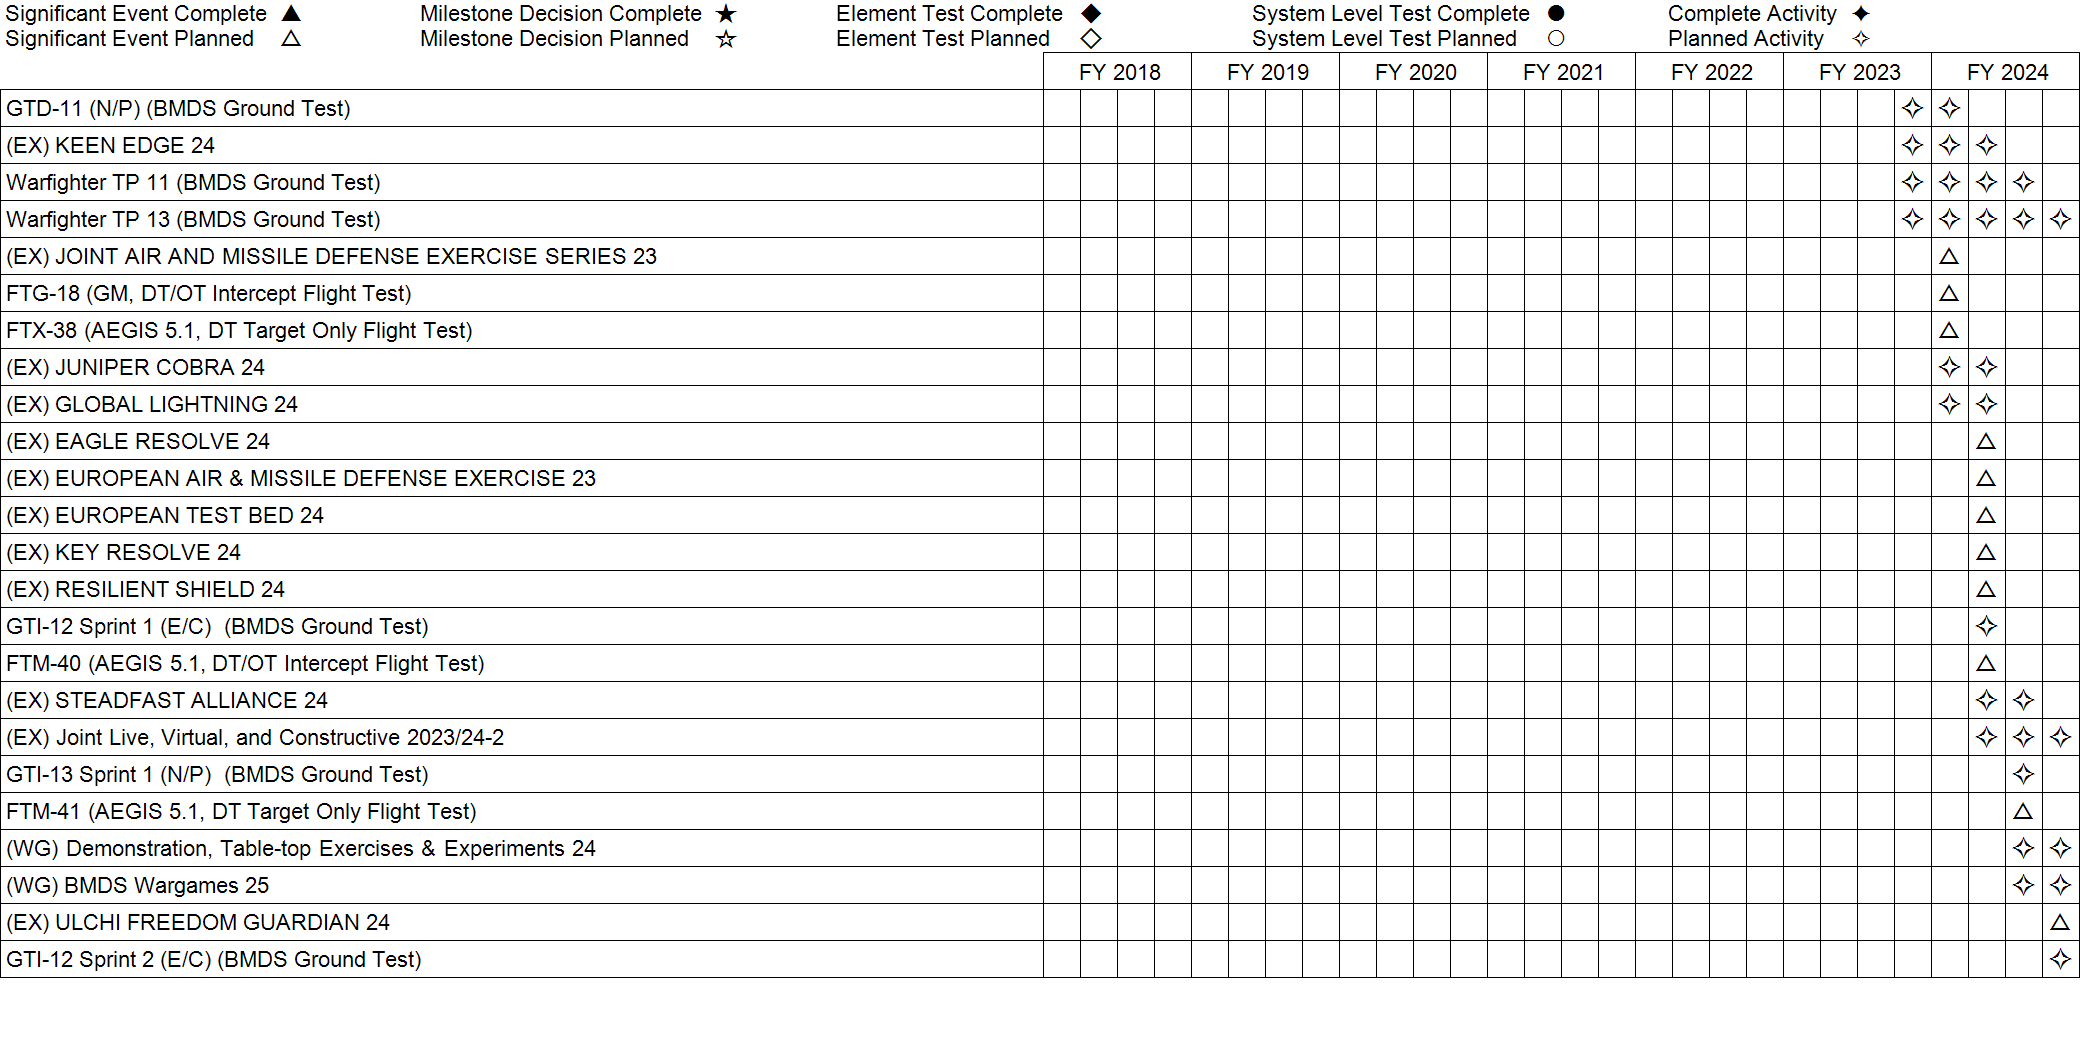 Significant Event Complete ▲ Milestone Decision Complete ★ Element Test Complete ◆ System Level Test Complete ● Complete Activity ✦
Significant Event Planned △ Milestone Decision Planned ☆ Element Test Planned ◇ System Level Test Planned ○ Planned Activity ✧
FY 2018 FY 2019 FY 2020 FY 2021 FY 2022 FY 2023 FY 2024
GTD-11 (N/P) (BMDS Ground Test) ✧ ✧
(EX) KEEN EDGE 24 ✧ ✧ ✧
Warfighter TP 11 (BMDS Ground Test) ✧ ✧ ✧ ✧
Warfighter TP 13 (BMDS Ground Test) ✧ ✧ ✧ ✧ ✧
(EX) JOINT AIR AND MISSILE DEFENSE EXERCISE SERIES 23 △
FTG-18 (GM, DT/OT Intercept Flight Test) △
FTX-38 (AEGIS 5.1, DT Target Only Flight Test) △
(EX) JUNIPER COBRA 24 ✧ ✧
(EX) GLOBAL LIGHTNING 24 ✧ ✧
(EX) EAGLE RESOLVE 24 △
(EX) EUROPEAN AIR & MISSILE DEFENSE EXERCISE 23 △
(EX) EUROPEAN TEST BED 24 △
(EX) KEY RESOLVE 24 △
(EX) RESILIENT SHIELD 24 △
GTI-12 Sprint 1 (E/C) (BMDS Ground Test) ✧
FTM-40 (AEGIS 5.1, DT/OT Intercept Flight Test) △
(EX) STEADFAST ALLIANCE 24 ✧ ✧
(EX) Joint Live, Virtual, and Constructive 2023/24-2 ✧ ✧ ✧
GTI-13 Sprint 1 (N/P) (BMDS Ground Test) ✧
FTM-41 (AEGIS 5.1, DT Target Only Flight Test) △
(WG) Demonstration, Table-top Exercises & Experiments 24 ✧ ✧
(WG) BMDS Wargames 25 ✧ ✧
(EX) ULCHI FREEDOM GUARDIAN 24 △
GTI-12 Sprint 2 (E/C) (BMDS Ground Test) ✧